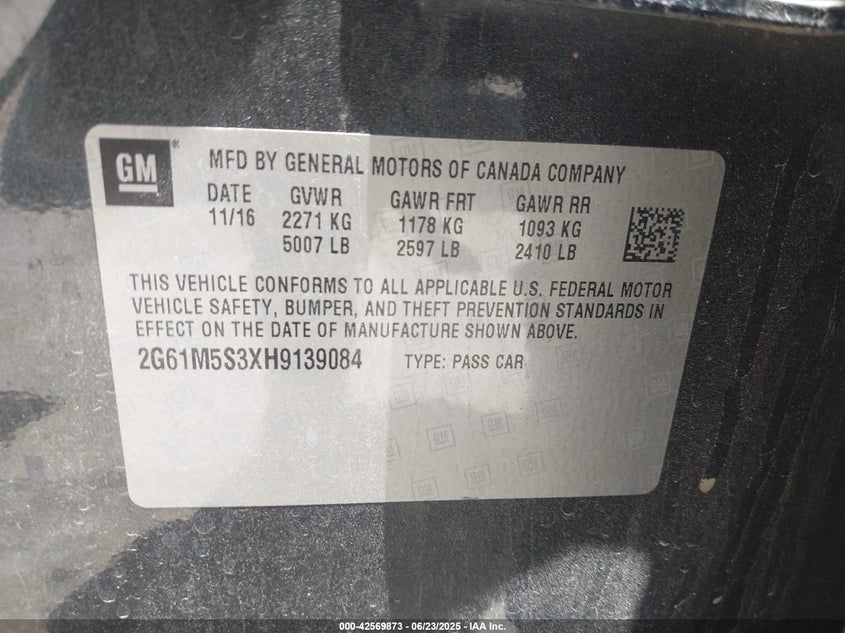 GM
MFD BY GENERAL MOTORS OF CANADA COMPANY
DATE GVWR GAWR FRT GAWR RR
11/16 2271 KG 1178 KG 1093 KG
5007 LB 2597 LB 2410 LB
THIS VEHICLE CONFORMS TO ALL APPLICABLE U.S. FEDERAL MOTOR
VEHICLE SAFETY, BUMPER, AND THEFT PREVENTION STANDARDS IN
EFFECT ON THE DATE OF MANUFACTURE SHOWN ABOVE.
2G61M5S3XH9139084 TYPE: PASS CAR
000-42569873 - 06/23/2025 - IAA Inc.